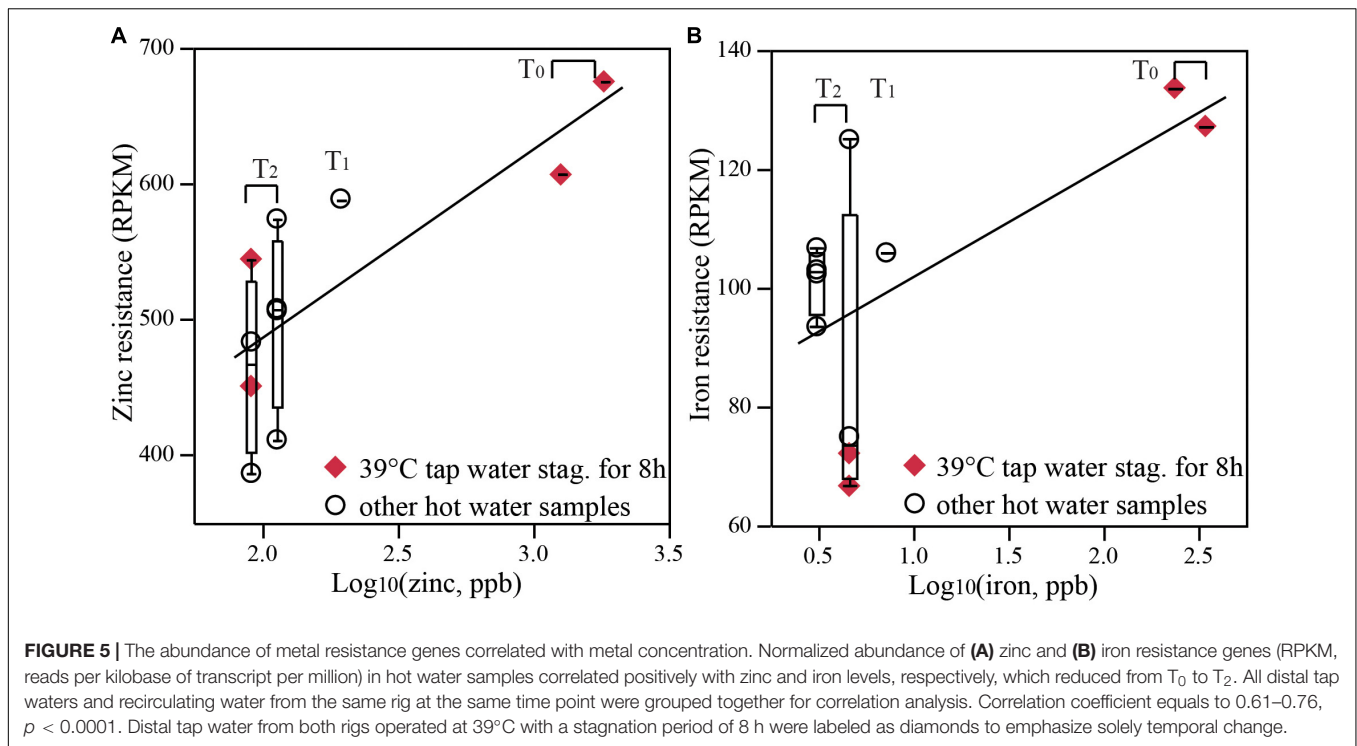 A
B
700
600
500
400
Zinc resistance (RPKM)
T2
T1
T0
39°C tap water stag. for 8h
other hot water samples
2.0 2.5 3.0 3.5
Log10(zinc, ppb)
140
120
100
80
60
Iron resistance (RPKM)
T2 T1
T0
39°C tap water stag. for 8h
other hot water samples
0.5 1.0 1.5 2.0 2.5
Log10(iron, ppb)
FIGURE 5 | The abundance of metal resistance genes correlated with metal concentration. Normalized abundance of (A) zinc and (B) iron resistance genes (RPKM,
reads per kilobase of transcript per million) in hot water samples correlated positively with zinc and iron levels, respectively, which reduced from T0 to T2. All distal tap
waters and recirculating water from the same rig at the same time point were grouped together for correlation analysis. Correlation coefficient equals to 0.61–0.76,
p < 0.0001. Distal tap water from both rigs operated at 39°C with a stagnation period of 8 h were labeled as diamonds to emphasize solely temporal change.